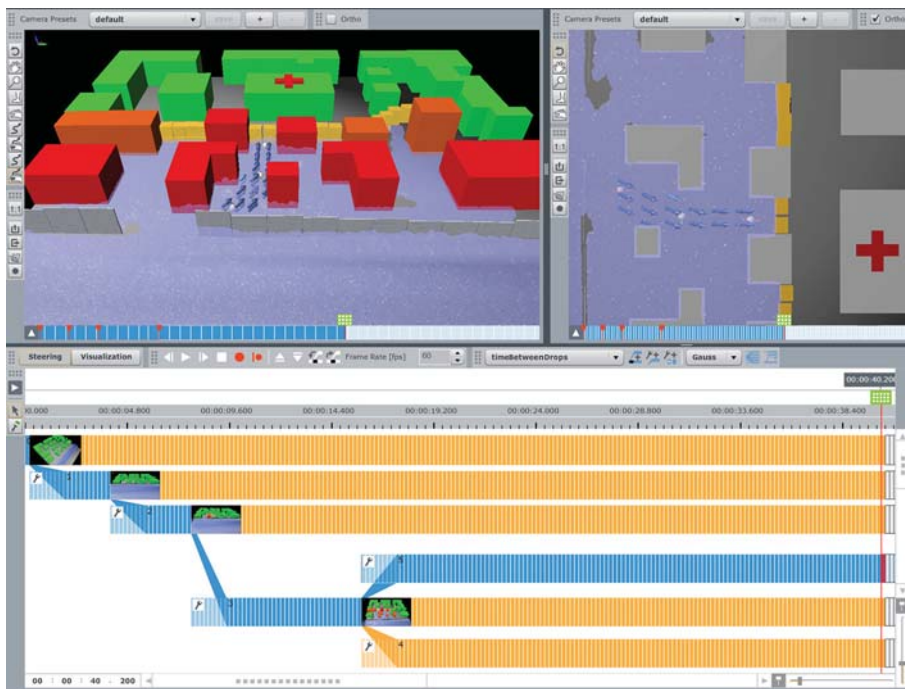 Camera Presets default + - Ortho
Camera Presets default + - Ortho
1:1
1:1
Steering Visualization Frame Rate [fps] 60 timeBetweenDrops Gauss
00:00:40.200
00:00:04.800 00:00:09.600 00:00:14.400 00:00:19.200 00:00:24.000 00:00:28.800 00:00:33.600 00:00:38.400
1
2
5
3
4
00 : 00 : 40 . 200